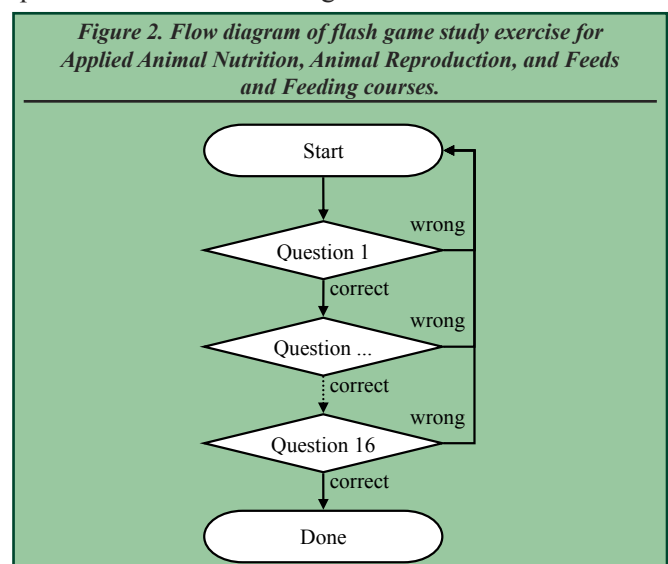 Figure 2. Flow diagram of flash game study exercise for
Applied Animal Nutrition, Animal Reproduction, and Feeds
and Feeding courses.
Start
wrong
Question 1
correct
wrong
Question ...
correct
wrong
Question 16
correct
Done